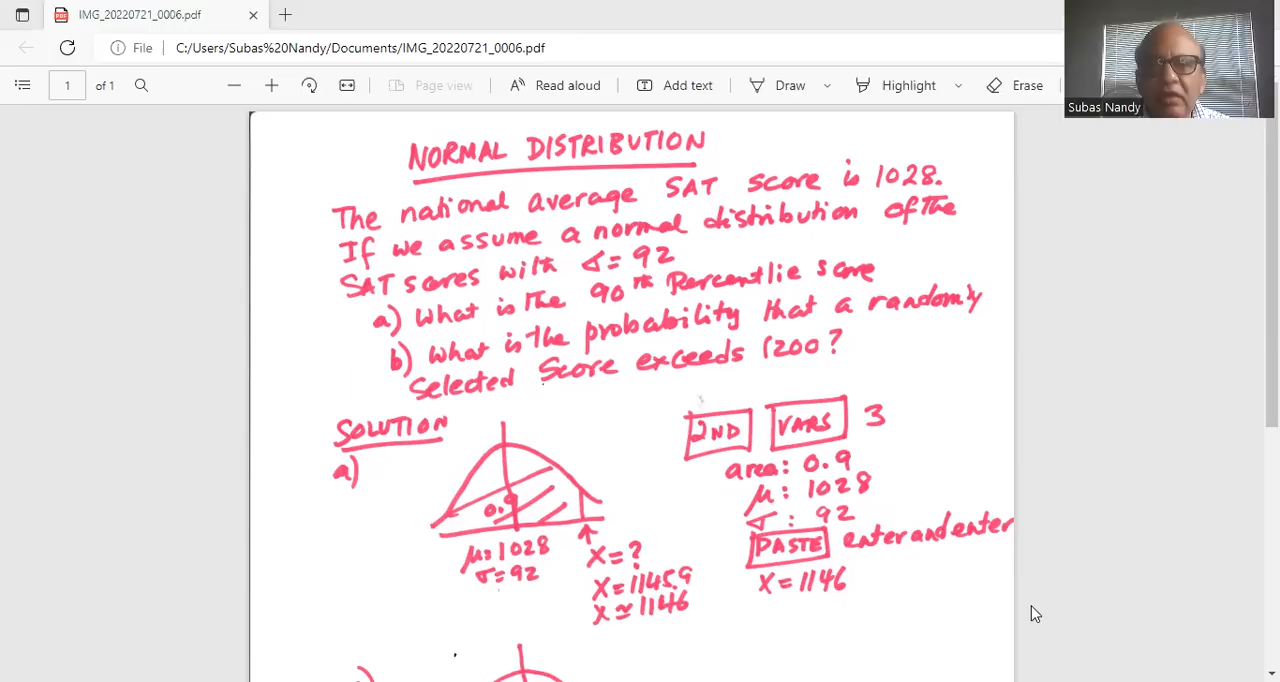 IMG_20220721_0006.pdf
File
C:/Users/Subas%20Nandy/Documents/IMG_20220721_0006.pdf
1 of 1
Page view
Read aloud
Add text
Draw
Highlight
Erase
Subas Nandy
NORMAL DISTRIBUTION
The national average SAT score is 1028.
If we assume a normal distribution of the
SAT scores with σ = 92
a) What is the 90th Percentlie score
b) What is the probability that a randomly
Selected Score exceeds 1200?
SOLUTION
a)
0.9
μ: 1028
σ = 92
X = ?
X = 1145.9
X ≃ 1146
2ND VARS 3
area: 0.9
μ: 1028
σ: 92
PASTE enter and enter
X = 1146